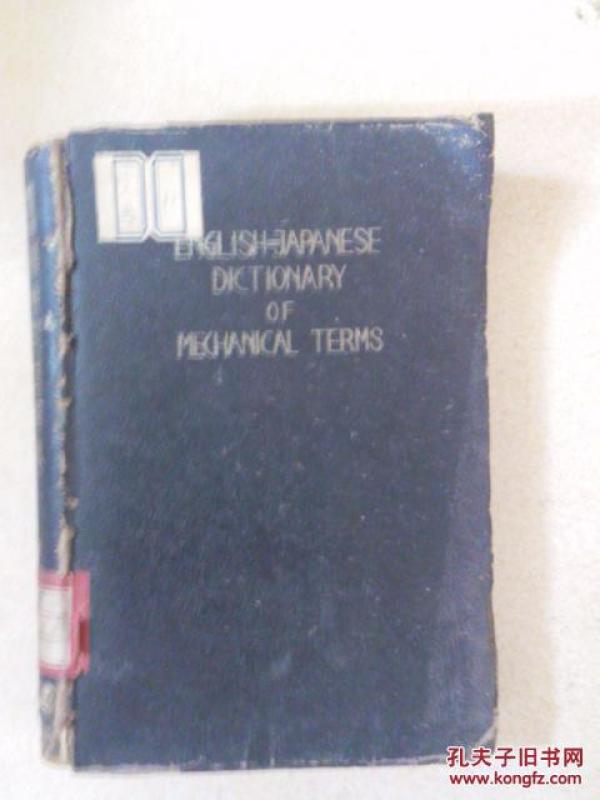 ENGLISH-JAPANESE
DICTIONARY
OF
MECHANICAL TERMS
孔夫子旧书网
www.kongfz.com